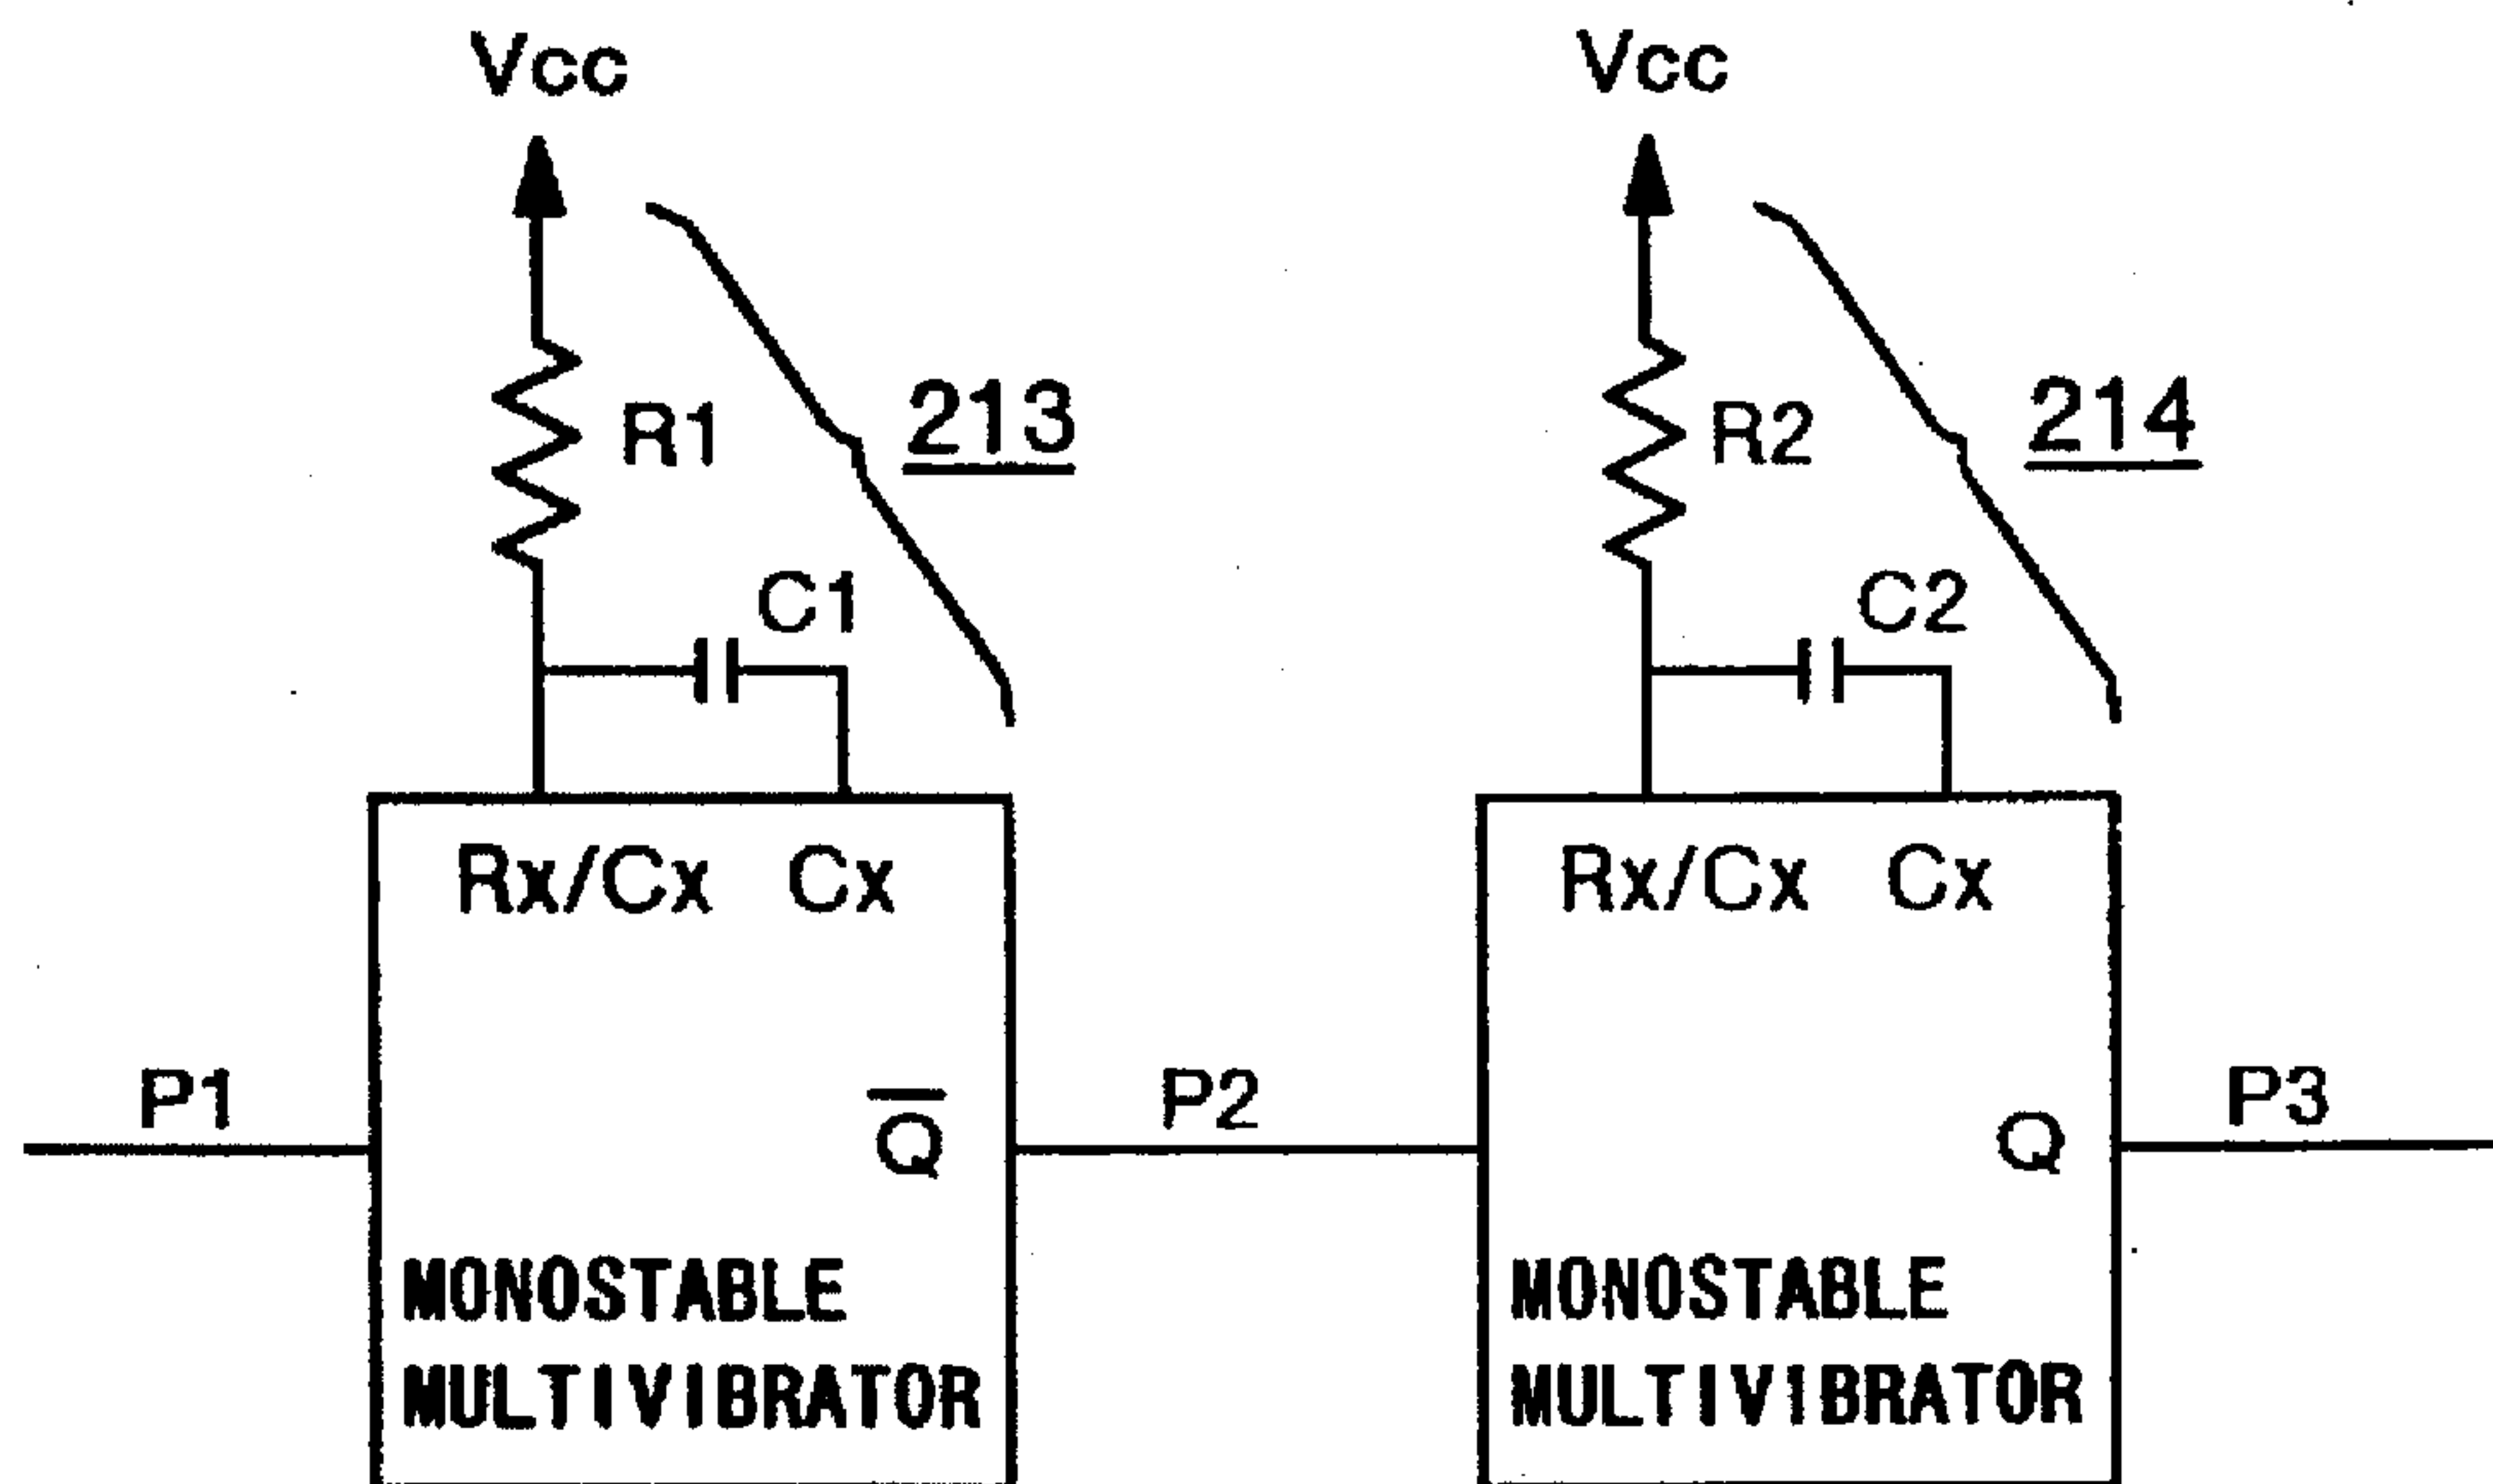 Vcc
Vcc
R1
213
R2
214
C1
C2
Rx/Cx Cx
Rx/Cx Cx
P1
Q̅
P2
Q
P3
MONOSTABLE
MULTIVIBRATOR
MONOSTABLE
MULTIVIBRATOR